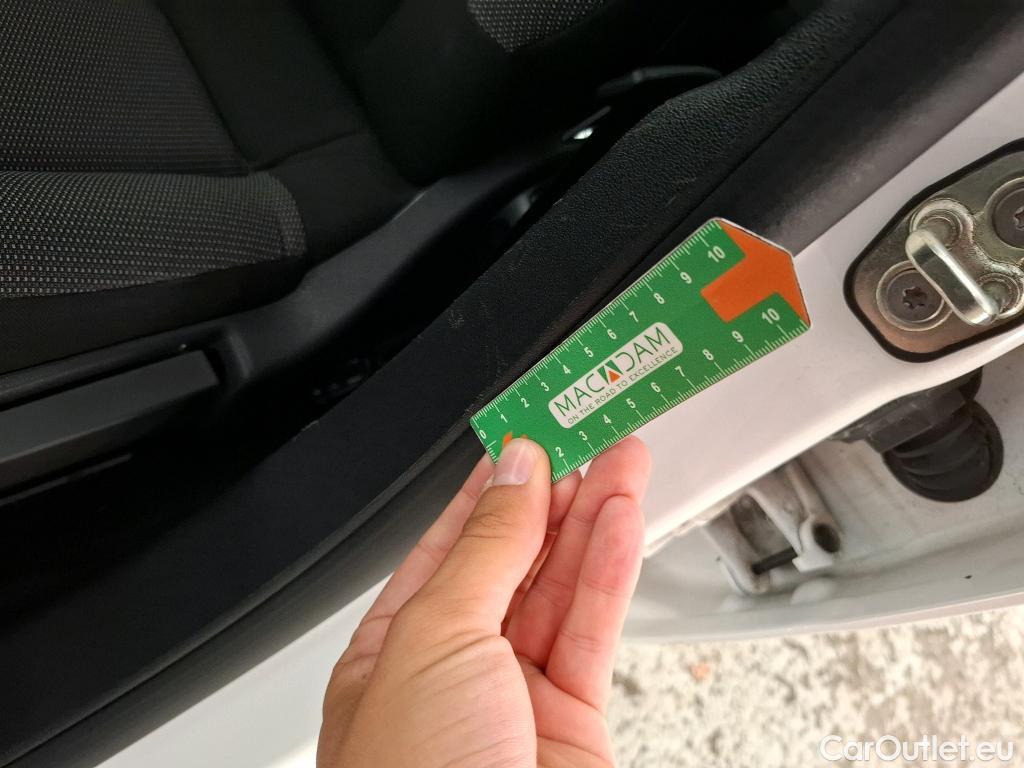 0 1 2 3 4 5 6 7 8 9 10
MACADAM
ON THE ROAD TO EXCELLENCE
2 3 4 5 6 7 8 9 10
CarOutlet.eu